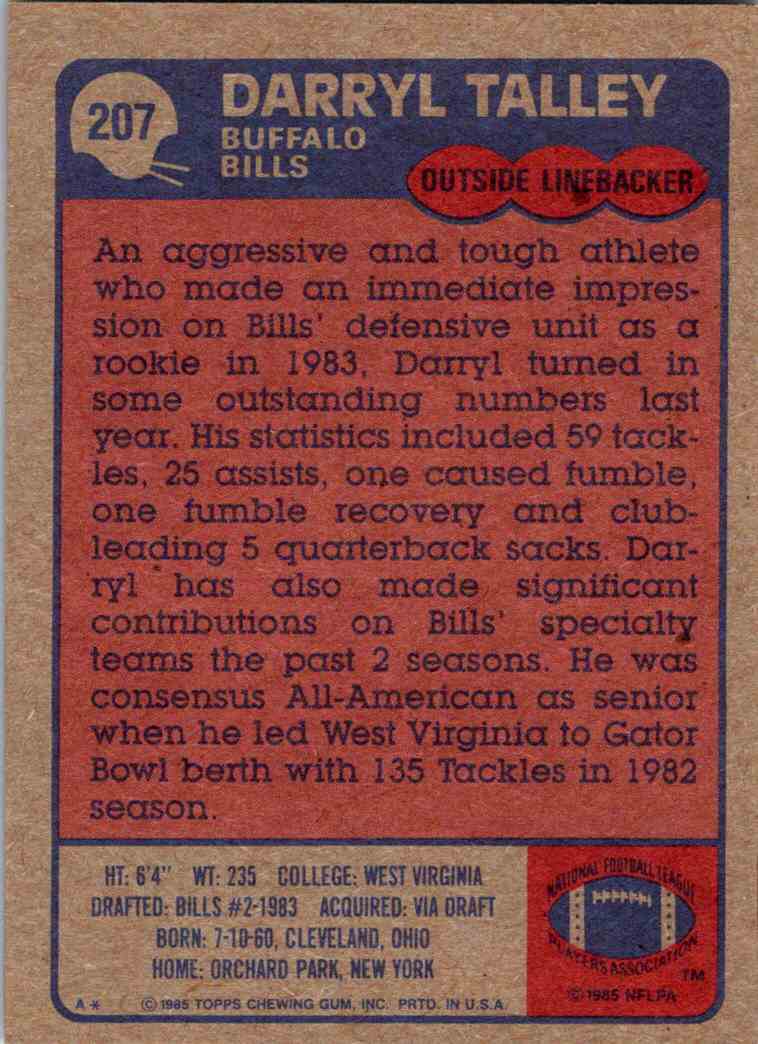 207
DARRYL TALLEY
BUFFALO
BILLS
OUTSIDE LINEBACKER
An aggressive and tough athlete
who made an immediate impres-
sion on Bills' defensive unit as a
rookie in 1983, Darryl turned in
some outstanding numbers last
year. His statistics included 59 tack-
les, 25 assists, one caused fumble,
one fumble recovery and club-
leading 5 quarterback sacks. Dar-
ryl has also made significant
contributions on Bills' specialty
teams the past 2 seasons. He was
consensus All-American as senior
when he led West Virginia to Gator
Bowl berth with 135 Tackles in 1982
season.
HT: 6'4" WT: 235 COLLEGE: WEST VIRGINIA
DRAFTED: BILLS #2-1983 ACQUIRED: VIA DRAFT
BORN: 7-10-60, CLEVELAND, OHIO
HOME: ORCHARD PARK, NEW YORK
A* © 1985 TOPPS CHEWING GUM, INC. PRTD. IN U.S.A.
NATIONAL FOOTBALL LEAGUE
PLAYERS ASSOCIATION
TM
© 1985 NFLPA